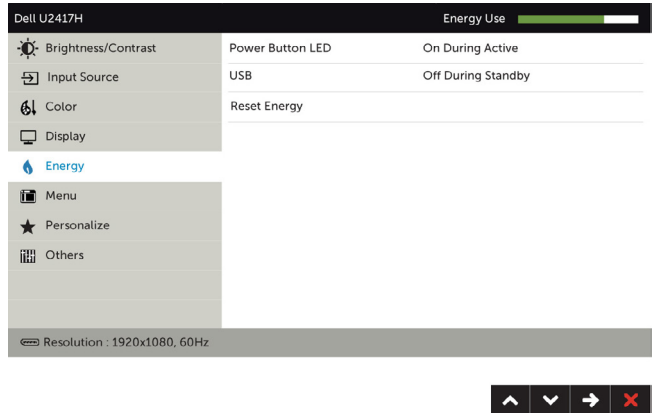 Dell U2417H Energy Use
Brightness/Contrast Power Button LED On During Active
Input Source USB Off During Standby
Color Reset Energy
Display
Energy
Menu
Personalize
Others
Resolution : 1920x1080, 60Hz